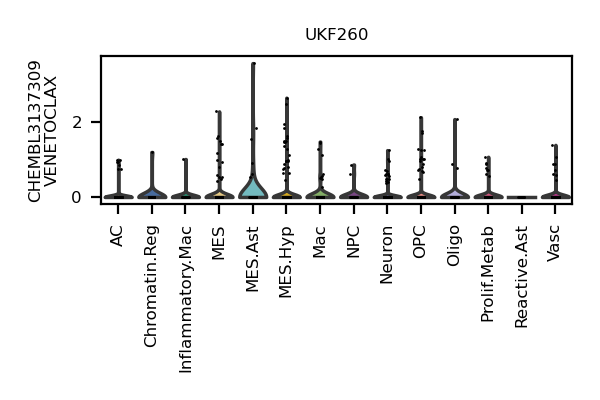 UKF260
CHEMBL3137309
VENETOCLAX
2
0
AC
Chromatin.Reg
Inflammatory.Mac
MES
MES.Ast
MES.Hyp
Mac
NPC
Neuron
OPC
Oligo
Prolif.Metab
Reactive.Ast
Vasc